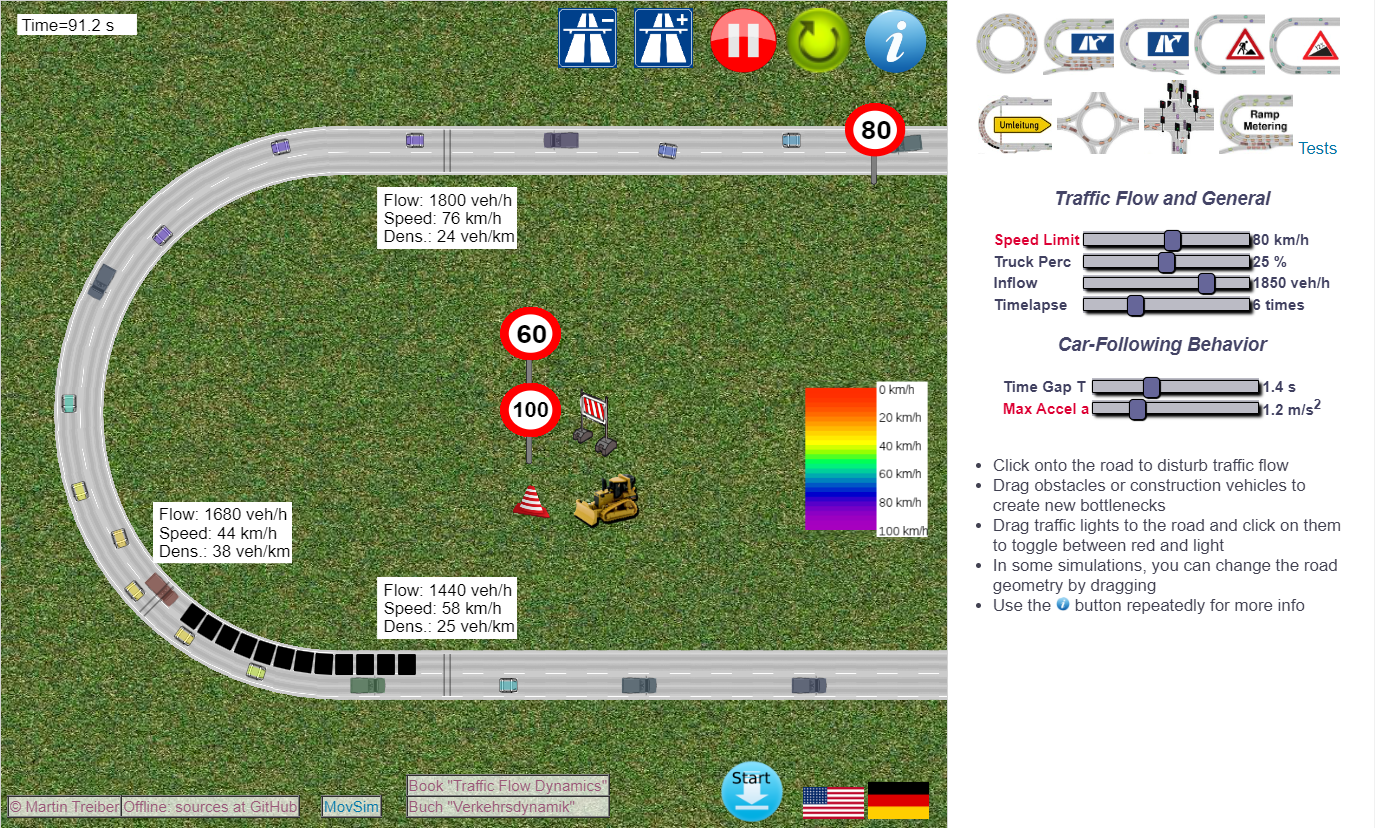 Time=91.2 s
80
Flow: 1800 veh/h
Speed: 76 km/h
Dens.: 24 veh/km
60
100
0 km/h
20 km/h
40 km/h
60 km/h
80 km/h
100 km/h
Flow: 1680 veh/h
Speed: 44 km/h
Dens.: 38 veh/km
Flow: 1440 veh/h
Speed: 58 km/h
Dens.: 25 veh/km
Start
© Martin Treiber
Offline: sources at GitHub
MovSim
Book "Traffic Flow Dynamics"
Buch "Verkehrsdynamik"
Umleitung
Ramp
Metering
Tests
Traffic Flow and General
Speed Limit 80 km/h
Truck Perc 25 %
Inflow 1850 veh/h
Timelapse 6 times
Car-Following Behavior
Time Gap T 1.4 s
Max Accel a 1.2 m/s²
• Click onto the road to disturb traffic flow
• Drag obstacles or construction vehicles to
create new bottlenecks
• Drag traffic lights to the road and click on them
to toggle between red and light
• In some simulations, you can change the road
geometry by dragging
• Use the i button repeatedly for more info